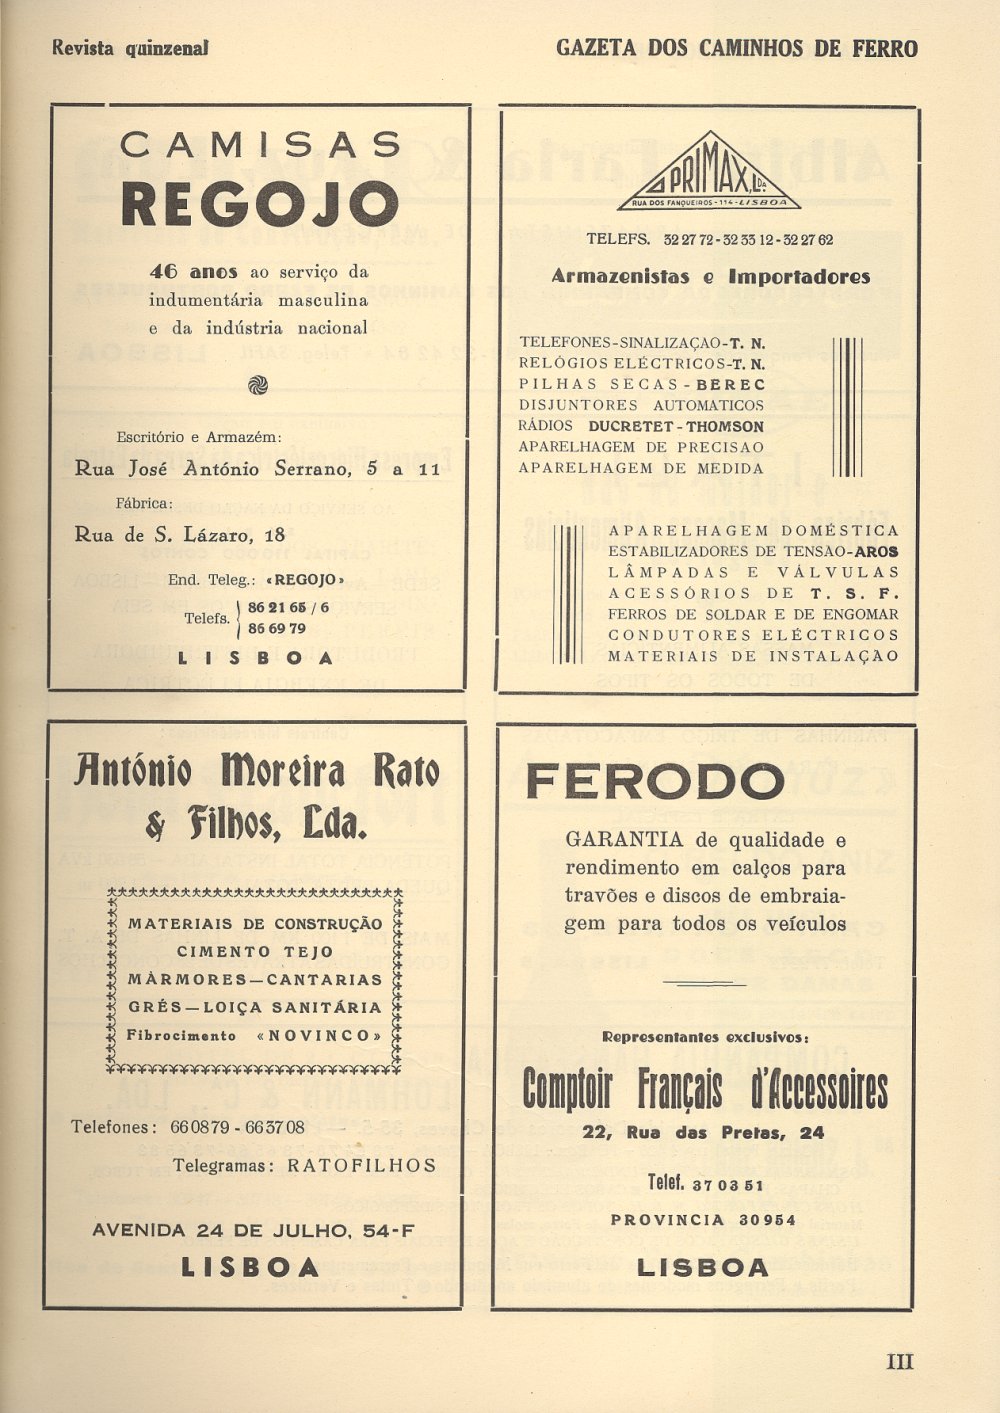 Revista quinzenal
GAZETA DOS CAMINHOS DE FERRO
CAMISAS
REGOJO
46 anos ao serviço da
indumentária masculina
e da indústria nacional
Escritório e Armazém:
Rua José António Serrano, 5 a 11
Fábrica:
Rua de S. Lázaro, 18
End. Teleg.: «REGOJO»
Telefs. 86 21 65 / 6
86 69 79
LISBOA
PRIMAX, LDA
RUA DOS FANQUEIROS - 114 - LISBOA
TELEFS. 32 27 72 - 32 33 12 - 32 27 62
Armazenistas e Importadores
TELEFONES-SINALIZAÇAO-T. N.
RELÓGIOS ELÉCTRICOS-T. N.
PILHAS SECAS - BEREC
DISJUNTORES AUTOMATICOS
RÁDIOS DUCRETET - THOMSON
APARELHAGEM DE PRECISAO
APARELHAGEM DE MEDIDA
APARELHAGEM DOMÉSTICA
ESTABILIZADORES DE TENSAO-AROS
LÂMPADAS E VÁLVULAS
ACESSÓRIOS DE T. S. F.
FERROS DE SOLDAR E DE ENGOMAR
CONDUTORES ELÉCTRICOS
MATERIAIS DE INSTALAÇAO
António Moreira Rato
& Filhos, Lda.
MATERIAIS DE CONSTRUÇÃO
CIMENTO TEJO
MÀRMORES—CANTARIAS
GRÉS—LOIÇA SANITÁRIA
Fibrocimento «NOVINCO»
Telefones: 660879 - 663708
Telegramas: RATOFILHOS
AVENIDA 24 DE JULHO, 54-F
LISBOA
FERODO
GARANTIA de qualidade e
rendimento em calços para
travões e discos de embraia-
gem para todos os veículos
Representantes exclusivos:
Comptoir Français d'Accessoires
22, Rua das Pretas, 24
Telef. 37 03 51
PROVINCIA 30 954
LISBOA
III